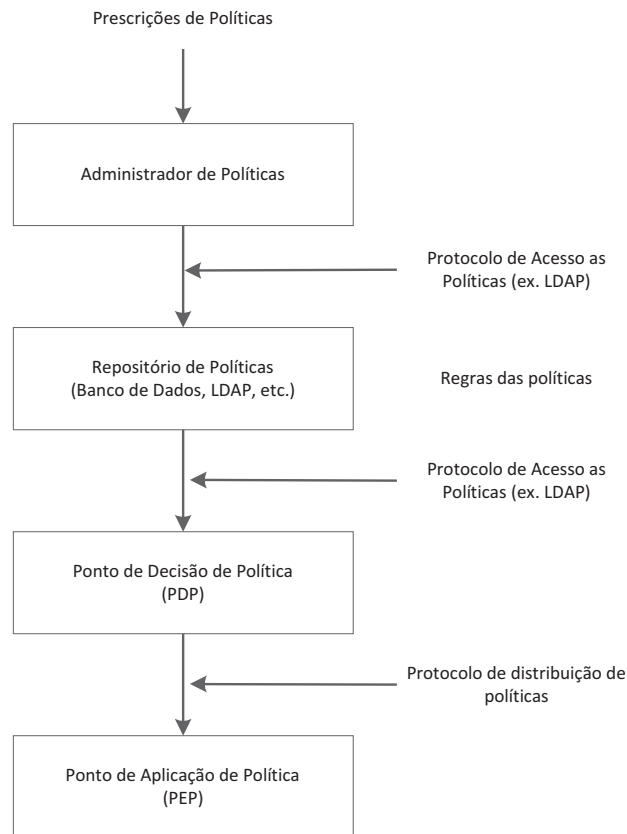 Prescrições de Políticas
Administrador de Políticas
Protocolo de Acesso as
Políticas (ex. LDAP)
Repositório de Políticas
(Banco de Dados, LDAP, etc.)
Regras das políticas
Protocolo de Acesso as
Políticas (ex. LDAP)
Ponto de Decisão de Política
(PDP)
Protocolo de distribuição de
políticas
Ponto de Aplicação de Política
(PEP)